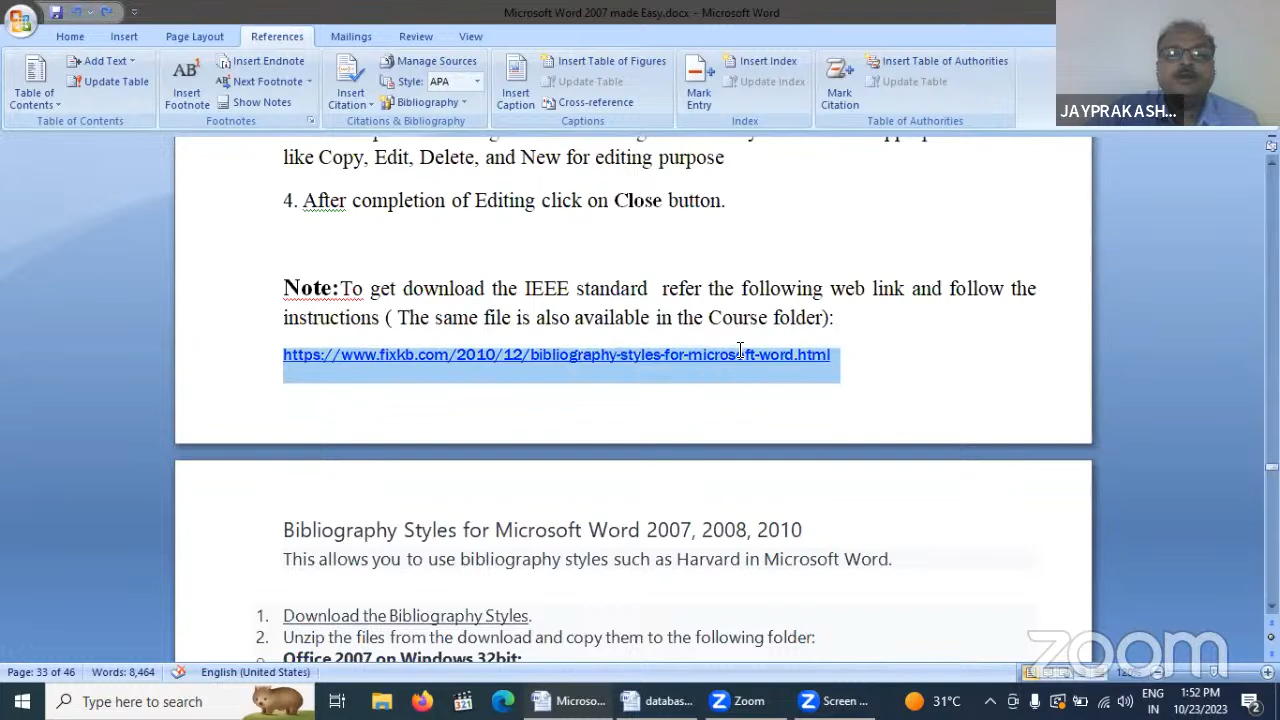 Microsoft Word 2007 made Easy.docx - Microsoft Word
Home Insert Page Layout References Mailings Review View
Table of Contents
Add Text
Update Table
Table of Contents
AB¹
Insert Footnote
Insert Endnote
Next Footnote
Show Notes
Footnotes
Insert Citation
Manage Sources
Style: APA
Bibliography
Citations & Bibliography
Insert Caption
Insert Table of Figures
Update Table
Cross-reference
Captions
Mark Entry
Insert Index
Update Index
Index
Mark Citation
Insert Table of Authorities
Update Table
Table of Authorities
JAYPRAKASH...
like Copy, Edit, Delete, and New for editing purpose
4. After completion of Editing click on Close button.
Note:To get download the IEEE standard refer the following web link and follow the
instructions ( The same file is also available in the Course folder):
https://www.fixkb.com/2010/12/bibliography-styles-for-microsoft-word.html
Bibliography Styles for Microsoft Word 2007, 2008, 2010
This allows you to use bibliography styles such as Harvard in Microsoft Word.
1. Download the Bibliography Styles.
2. Unzip the files from the download and copy them to the following folder:
Office 2007 on Windows 32bit:
zoom
Page: 33 of 46 Words: 8,464 English (United States) 120%
Type here to search
Microso...
databas...
Zoom
Screen ...
31°C
ENG
IN
1:52 PM
10/23/2023
2